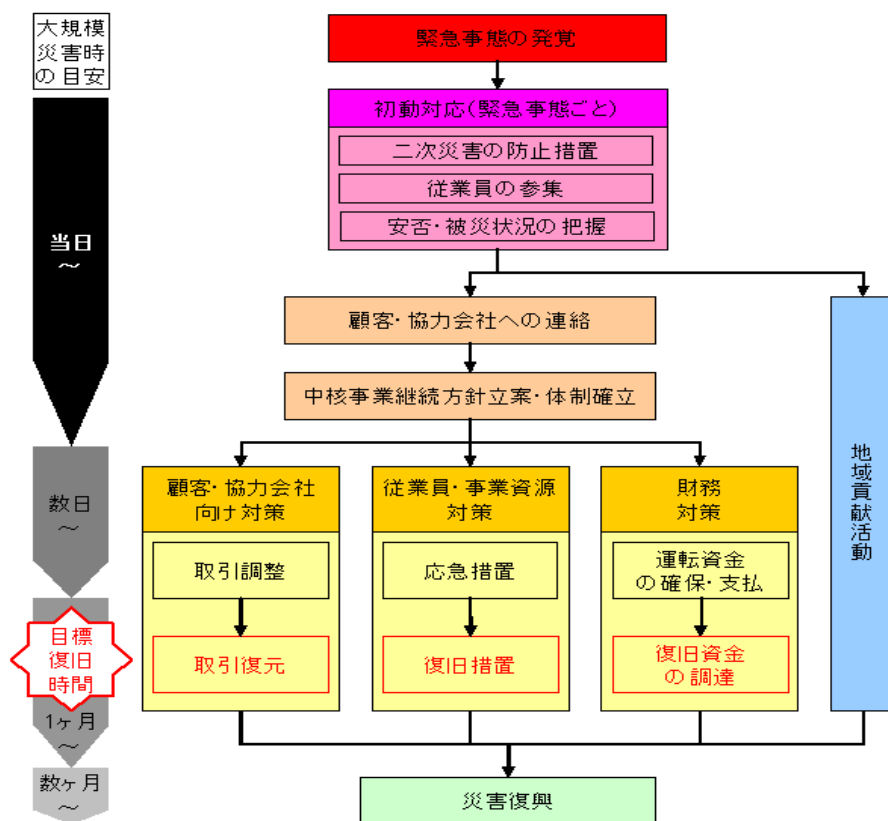 大規模
災害時
の目安
緊急事態の発覚
初動対応(緊急事態ごと)
二次災害の防止措置
従業員の参集
安否・被災状況の把握
当日
~
顧客・協力会社への連絡
中核事業継続方針立案・体制確立
地域貢献活動
数日
~
顧客・協力会社
向け対策
従業員・事業資源
対策
財務
対策
取引調整
応急措置
運転資金
の確保・支払
目標
復旧
時間
取引復元
復旧措置
復旧資金
の調達
1ヶ月
~
数ヶ月
~
災害復興